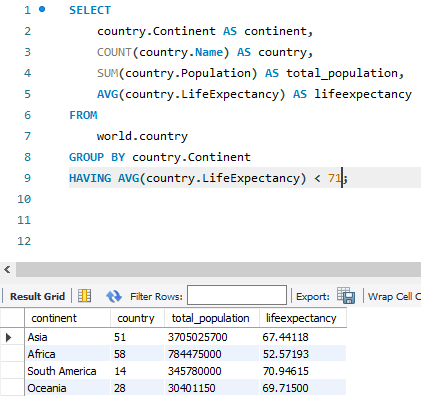 1 SELECT
2 country.Continent AS continent,
3 COUNT(country.Name) AS country,
4 SUM(country.Population) AS total_population,
5 AVG(country.LifeExpectancy) AS lifeexpectancy
6 FROM
7 world.country
8 GROUP BY country.Continent
9 HAVING AVG(country.LifeExpectancy) < 71;
10
11
12
Result Grid Filter Rows: Export: Wrap Cell C
continent country total_population lifeexpectancy
Asia 51 3705025700 67.44118
Africa 58 784475000 52.57193
South America 14 345780000 70.94615
Oceania 28 30401150 69.71500